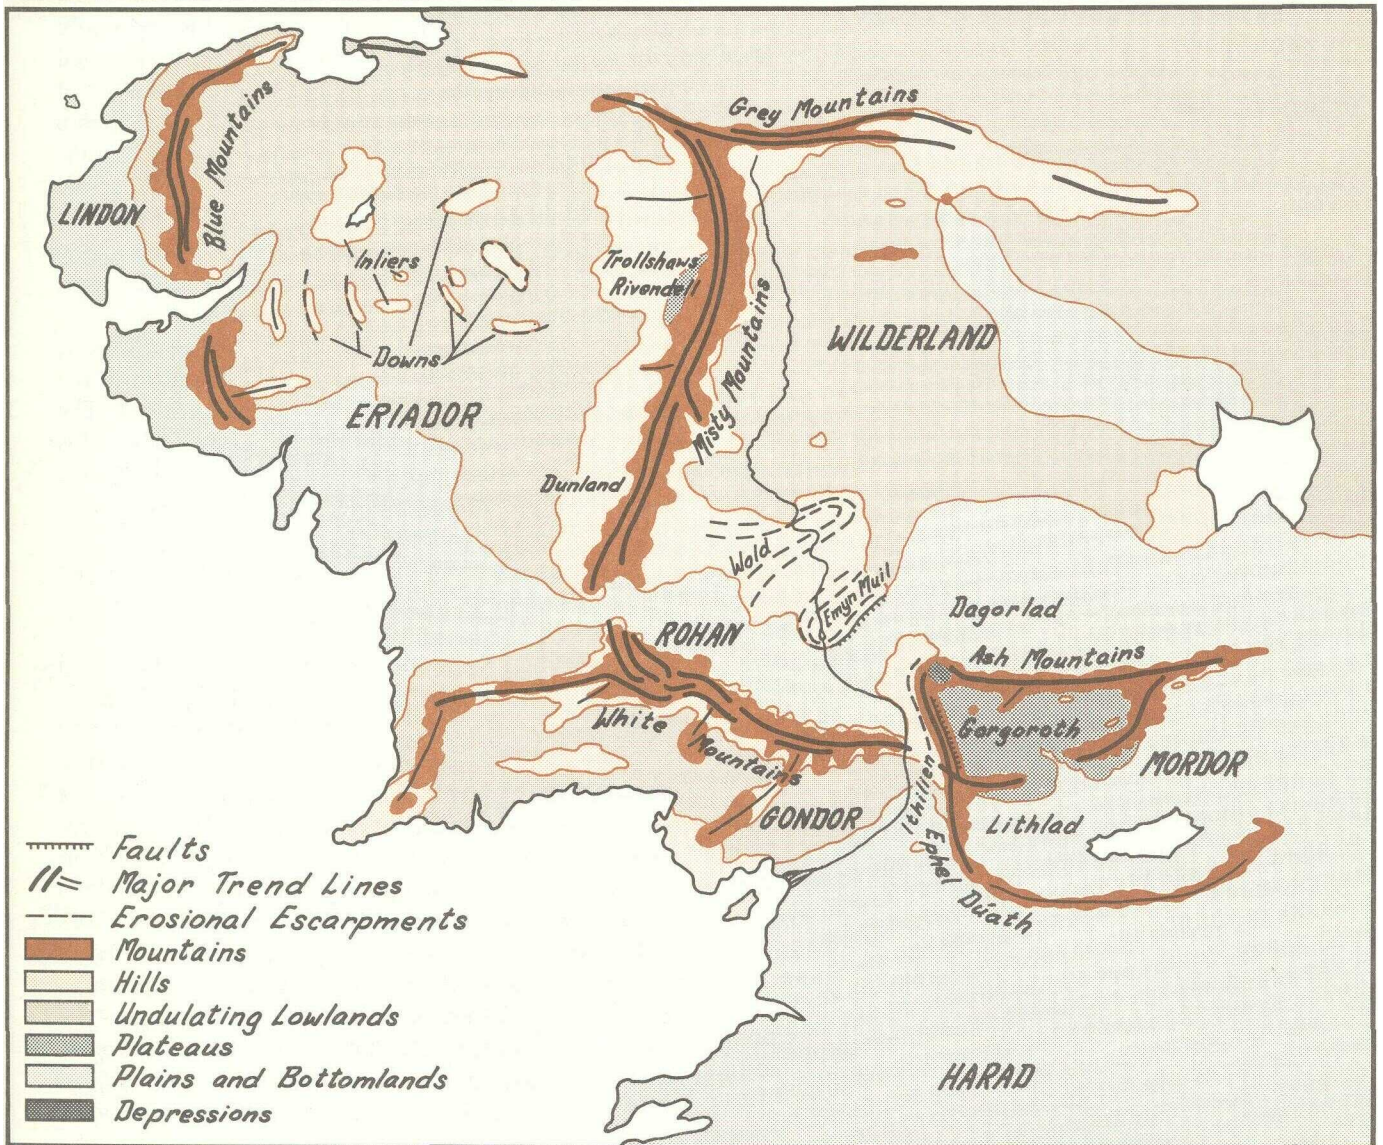 Grey Mountains
Blue Mountains
LINDON
Inliers
Trollshaws
Rivendell
Misty Mountains
WILDERLAND
Downs
ERIADOR
Dunland
Wold
Emyn Muil
Dagorlad
ROHAN
Ash Mountains
White Mountains
Gorgoroth
MORDOR
Ithilien
GONDOR
Lithlad
Ephel Dúath
HARAD
Faults
Major Trend Lines
Erosional Escarpments
Mountains
Hills
Undulating Lowlands
Plateaus
Plains and Bottomlands
Depressions